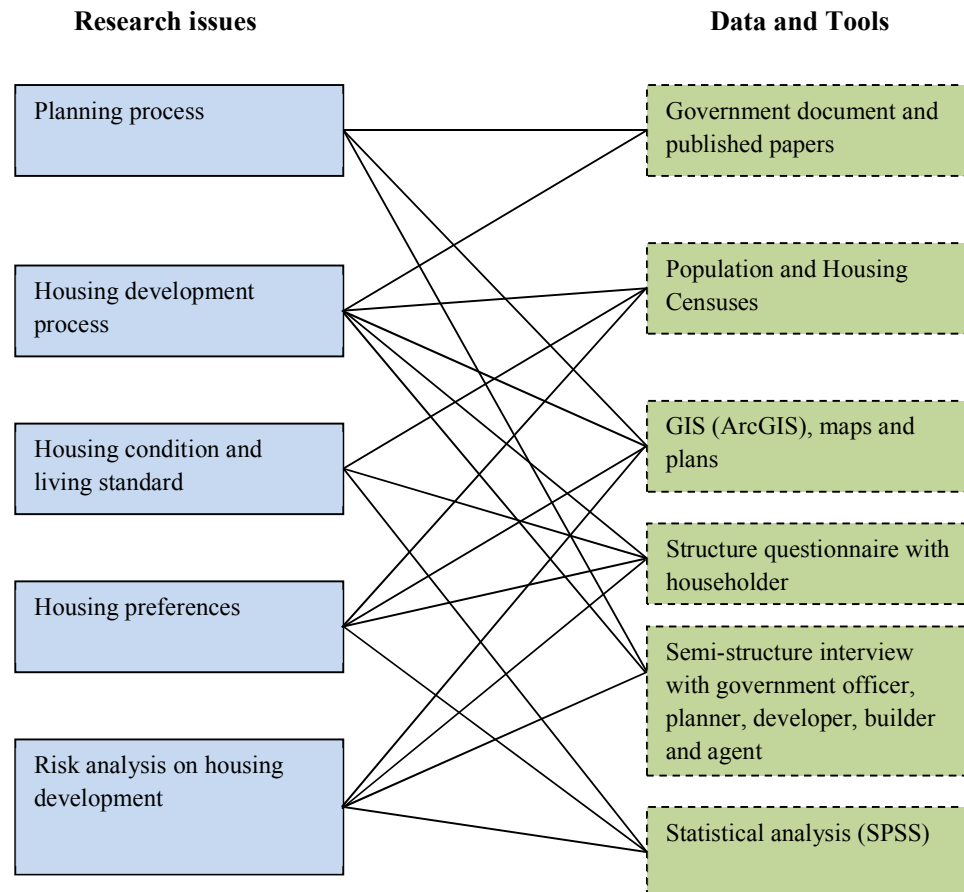 Research issues
Data and Tools
Planning process
Government document and
published papers
Housing development
process
Population and Housing
Censuses
Housing condition and
living standard
GIS (ArcGIS), maps and
plans
Structure questionnaire with
householder
Housing preferences
Semi-structure interview
with government officer,
planner, developer, builder
and agent
Risk analysis on housing
development
Statistical analysis (SPSS)